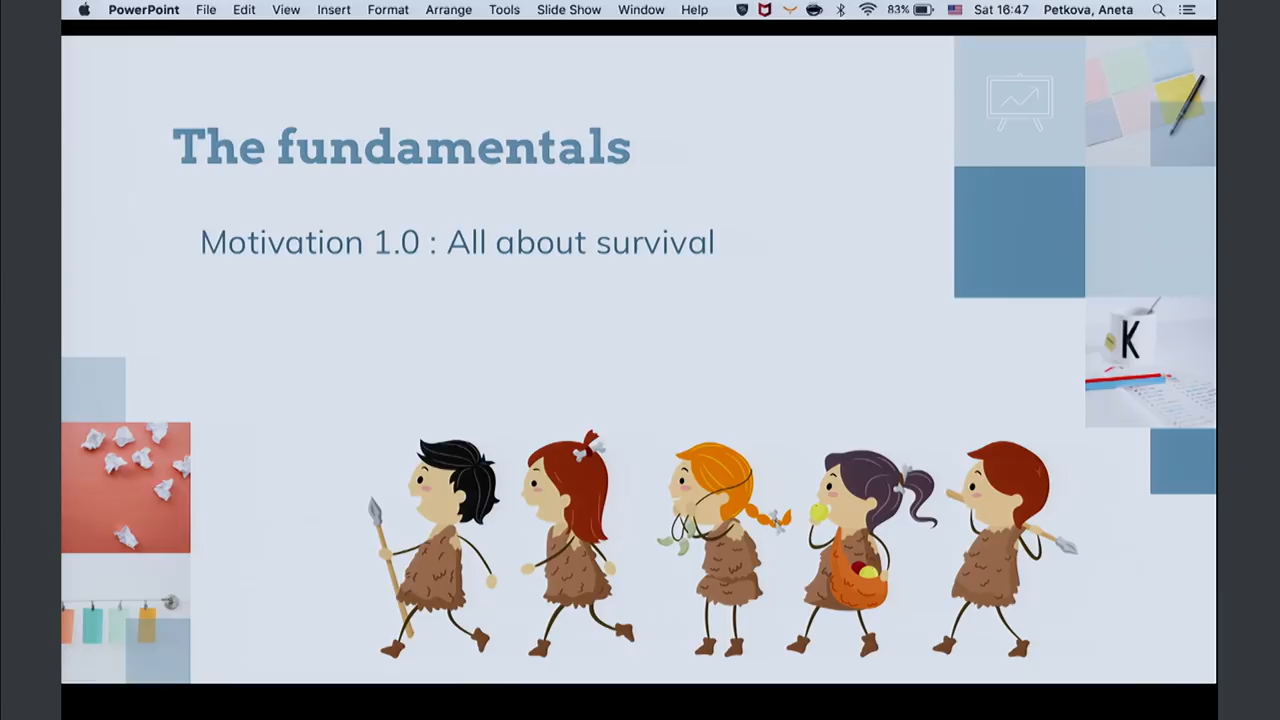 PowerPoint File Edit View Insert Format Arrange Tools Slide Show Window Help 83% Sat 16:47 Petkova, Aneta
The fundamentals
Motivation 1.0 : All about survival
K